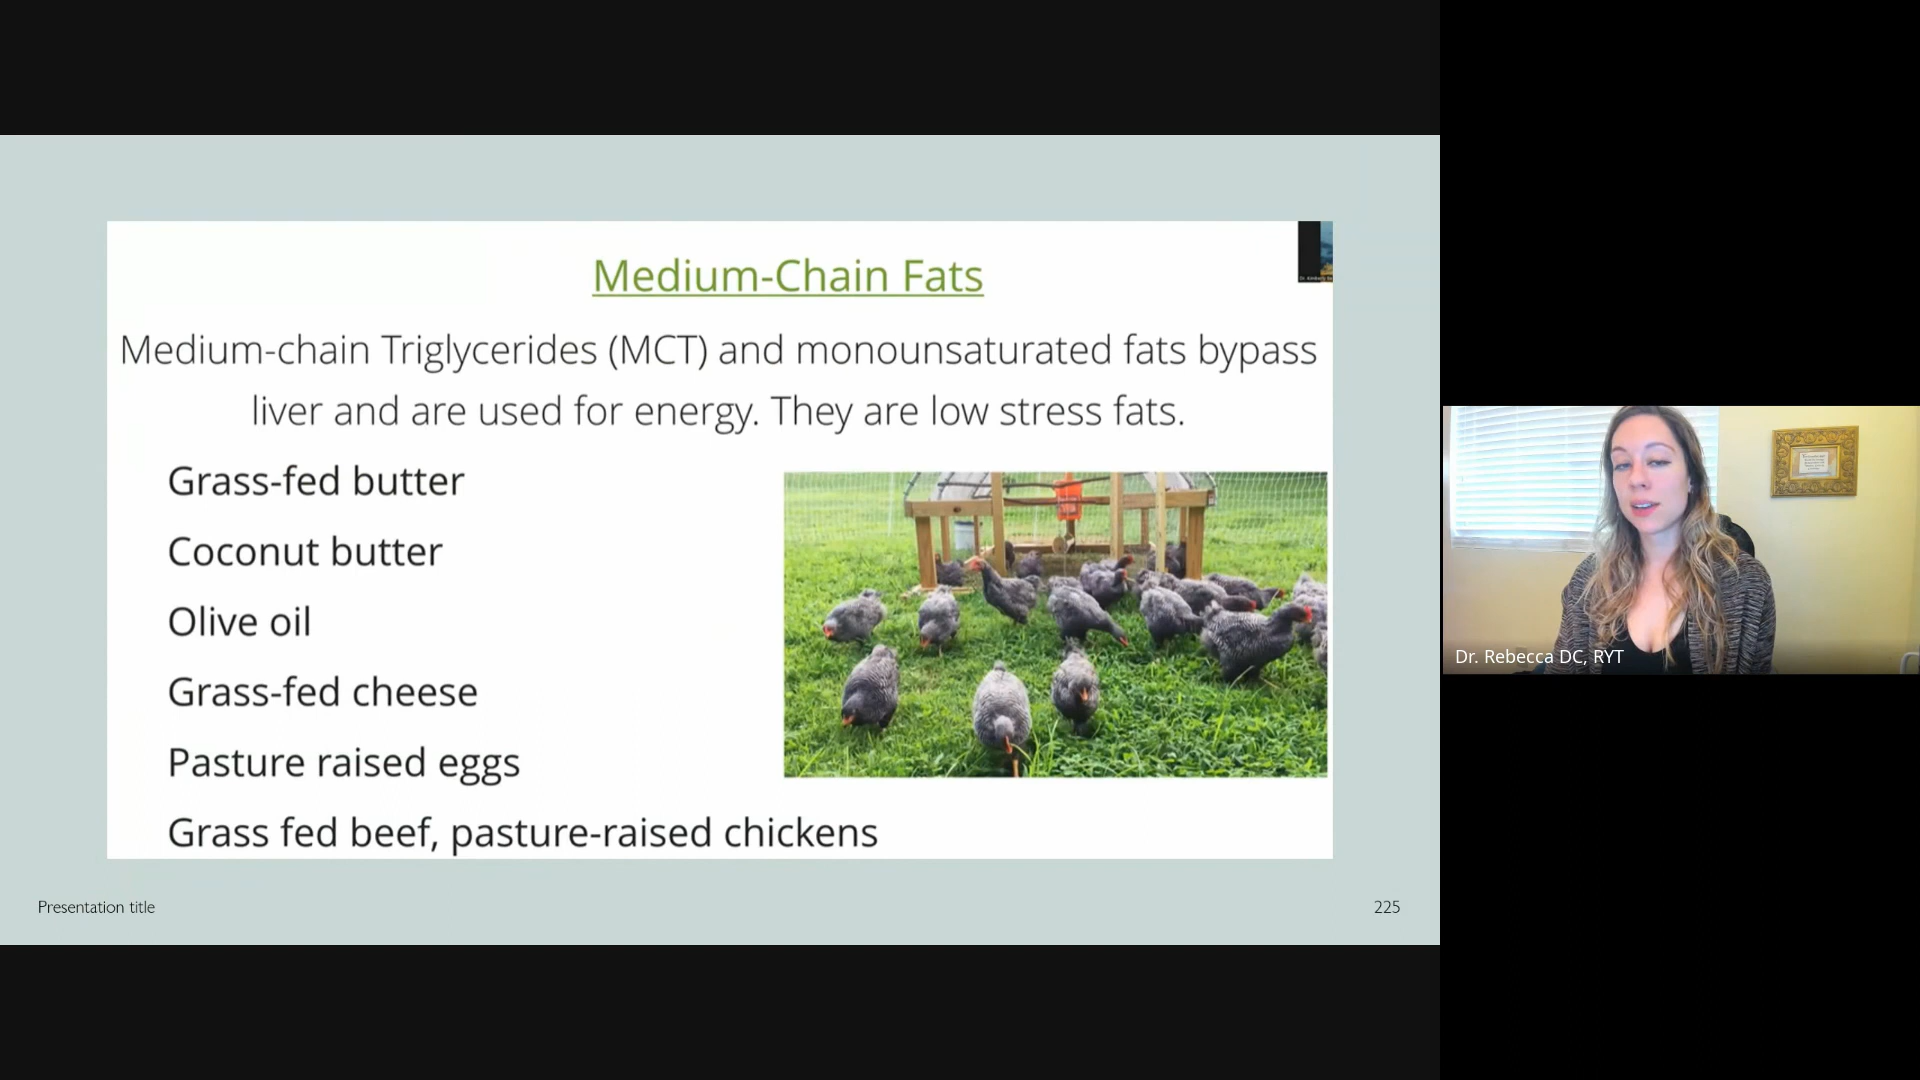 Medium-Chain Fats
Medium-chain Triglycerides (MCT) and monounsaturated fats bypass
liver and are used for energy. They are low stress fats.
Grass-fed butter
Coconut butter
Olive oil
Grass-fed cheese
Pasture raised eggs
Grass fed beef, pasture-raised chickens
Presentation title
225
Dr. Rebecca DC, RYT